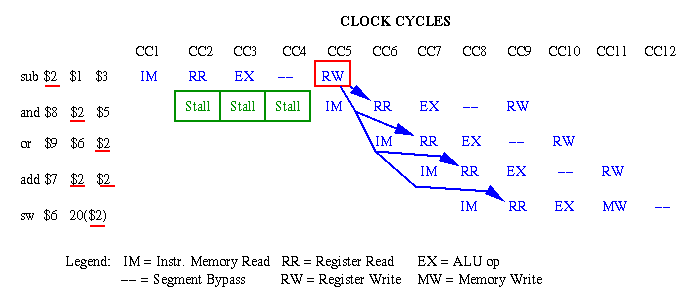 CLOCK CYCLES
CC1 CC2 CC3 CC4 CC5 CC6 CC7 CC8 CC9 CC10 CC11 CC12
sub $2 $1 $3 IM RR EX –– RW
and $8 $2 $5 Stall Stall Stall IM RR EX –– RW
or $9 $6 $2 IM RR EX –– RW
add $7 $2 $2 IM RR EX –– RW
sw $6 20($2) IM RR EX MW ––
Legend: IM = Instr. Memory Read RR = Register Read EX = ALU op
–– = Segment Bypass RW = Register Write MW = Memory Write